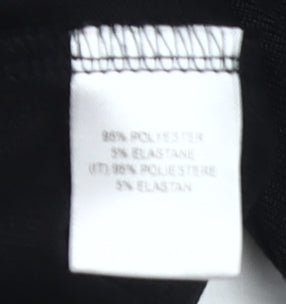 95% POLYESTER
5% ELASTANE
(IT) 95% POLIESTERE
5% ELASTAN